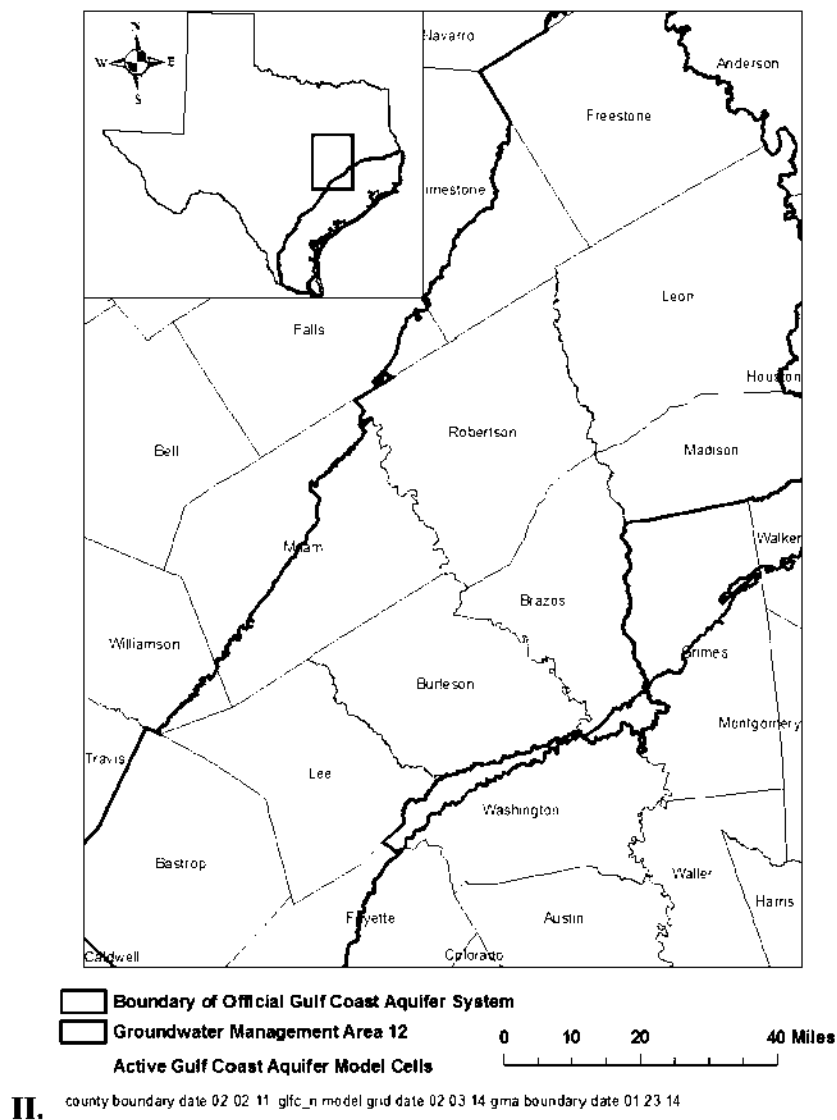 N
W E
S
Navarro
Anderson
Freestone
Limestone
Leon
Falls
Houston
Robertson
Bell
Madison
Milam
Walker
Brazos
Williamson
Grimes
Burleson
Montgomery
Travis
Lee
Washington
Bastrop
Waller
Harris
Fayette
Austin
Caldwell
Colorado
Boundary of Official Gulf Coast Aquifer System
Groundwater Management Area 12
0 10 20 40 Miles
Active Gulf Coast Aquifer Model Cells
II. county boundary date 02 02 11 glfc_n model grid date 02 03 14 gma boundary date 01 23 14